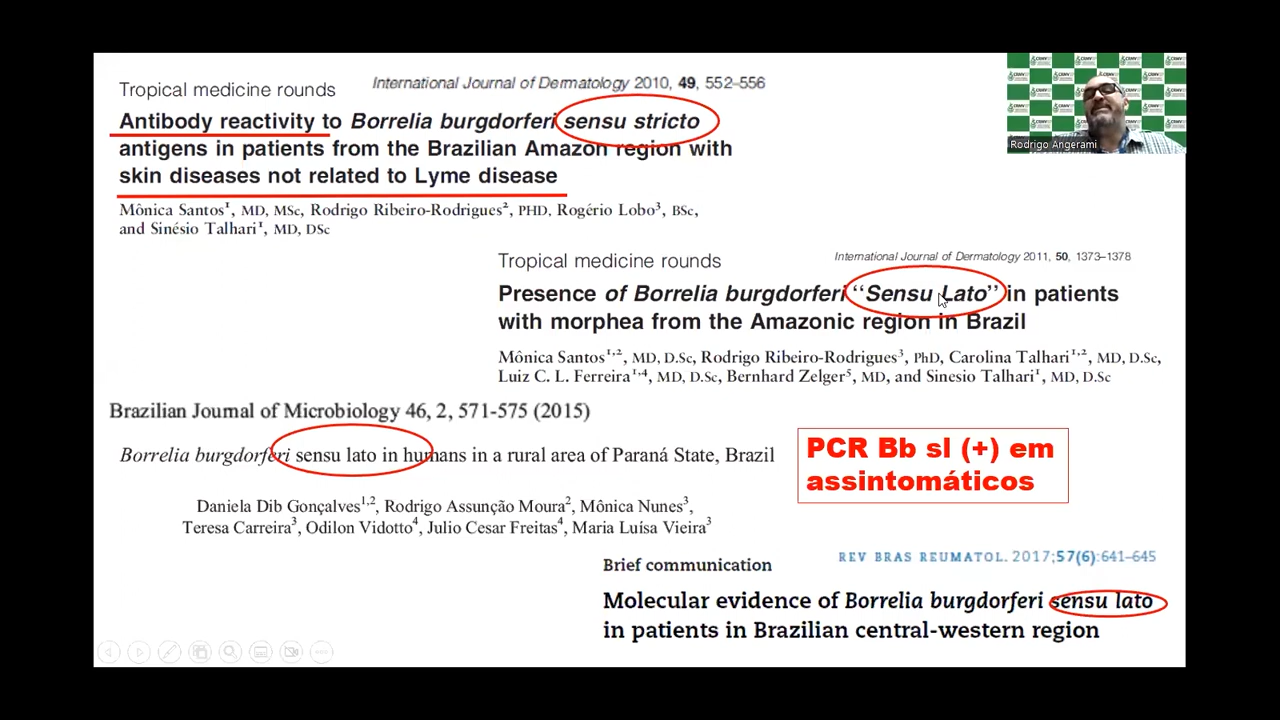 Tropical medicine rounds
International Journal of Dermatology 2010, 49, 552–556
Antibody reactivity to Borrelia burgdorferi sensu stricto
antigens in patients from the Brazilian Amazon region with
skin diseases not related to Lyme disease
Mônica Santos¹, MD, MSc, Rodrigo Ribeiro-Rodrigues², PHD, Rogério Lobo³, BSc,
and Sinésio Talhari¹, MD, DSc
Rodrigo Angerami
Tropical medicine rounds
International Journal of Dermatology 2011, 50, 1373–1378
Presence of Borrelia burgdorferi ‘‘Sensu Lato’’ in patients
with morphea from the Amazonic region in Brazil
Mônica Santos¹,², MD, D.Sc, Rodrigo Ribeiro-Rodrigues³, PhD, Carolina Talhari¹,², MD, D.Sc,
Luiz C. L. Ferreira¹,⁴, MD, D.Sc, Bernhard Zelger⁵, MD, and Sinesio Talhari¹, MD, D.Sc
Brazilian Journal of Microbiology 46, 2, 571-575 (2015)
Borrelia burgdorferi sensu lato in humans in a rural area of Paraná State, Brazil
Daniela Dib Gonçalves¹,², Rodrigo Assunção Moura², Mônica Nunes³,
Teresa Carreira³, Odilon Vidotto⁴, Julio Cesar Freitas⁴, Maria Luísa Vieira³
PCR Bb sl (+) em
assintomáticos
Brief communication
REV BRAS REUMATOL. 2017;57(6):641–645
Molecular evidence of Borrelia burgdorferi sensu lato
in patients in Brazilian central-western region